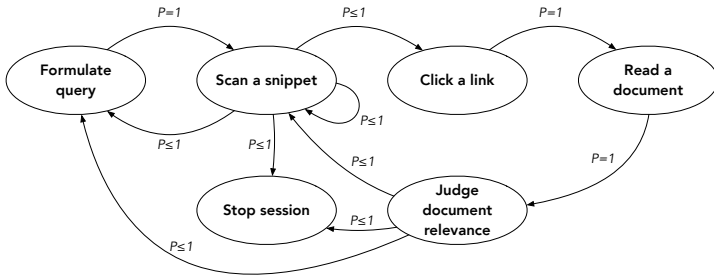 P=1
P≤1
P=1
Formulate
query
Scan a snippet
Click a link
Read a
document
P≤1
P≤1
P≤1
P≤1
P=1
Stop session
Judge
document
relevance
P≤1
P≤1